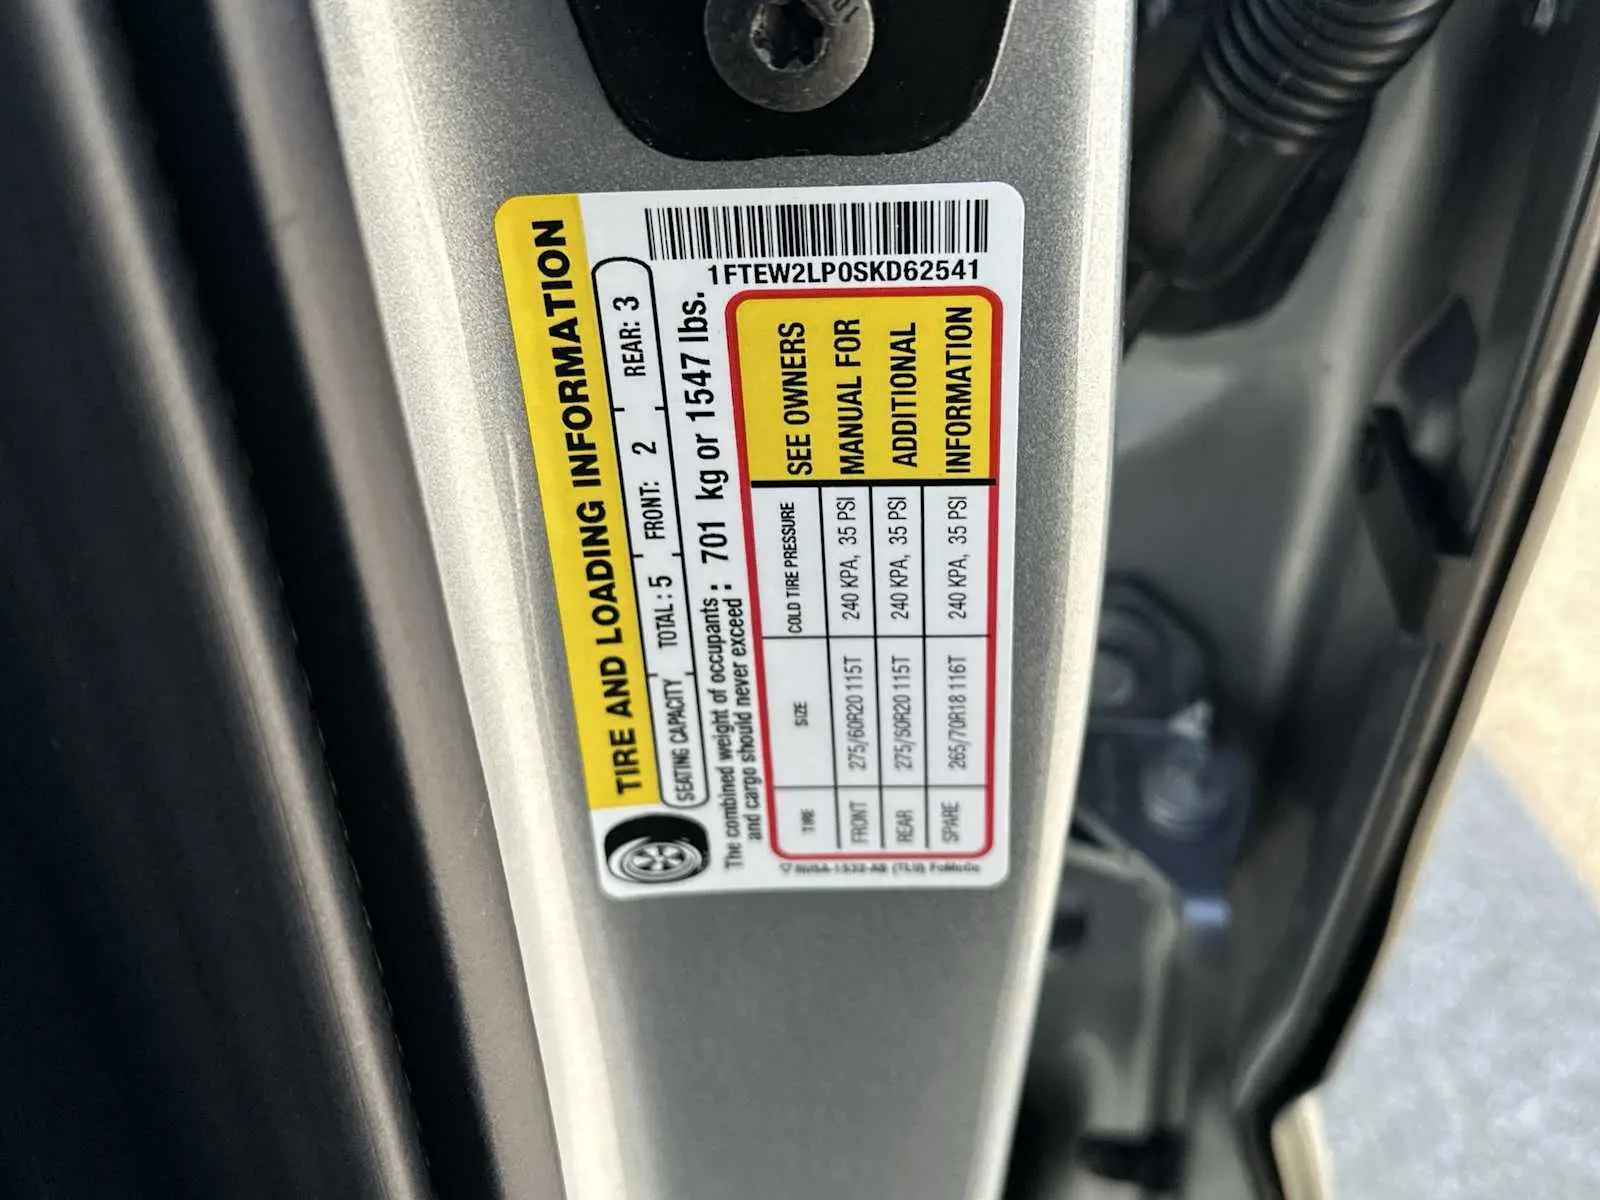 TIRE AND LOADING INFORMATION
SEATING CAPACITY TOTAL: 5 FRONT: 2 REAR: 3
The combined weight of occupants and cargo should never exceed: 701 kg or 1547 lbs.
1FTEW2LP0SKD62541
TIRE SIZE COLD TIRE PRESSURE
FRONT 275/60R20 115T 240 KPA, 35 PSI
REAR 275/60R20 115T 240 KPA, 35 PSI
SPARE 265/70R18 116T 240 KPA, 35 PSI
SEE OWNERS
MANUAL FOR
ADDITIONAL
INFORMATION
(TLU) FoMoCo